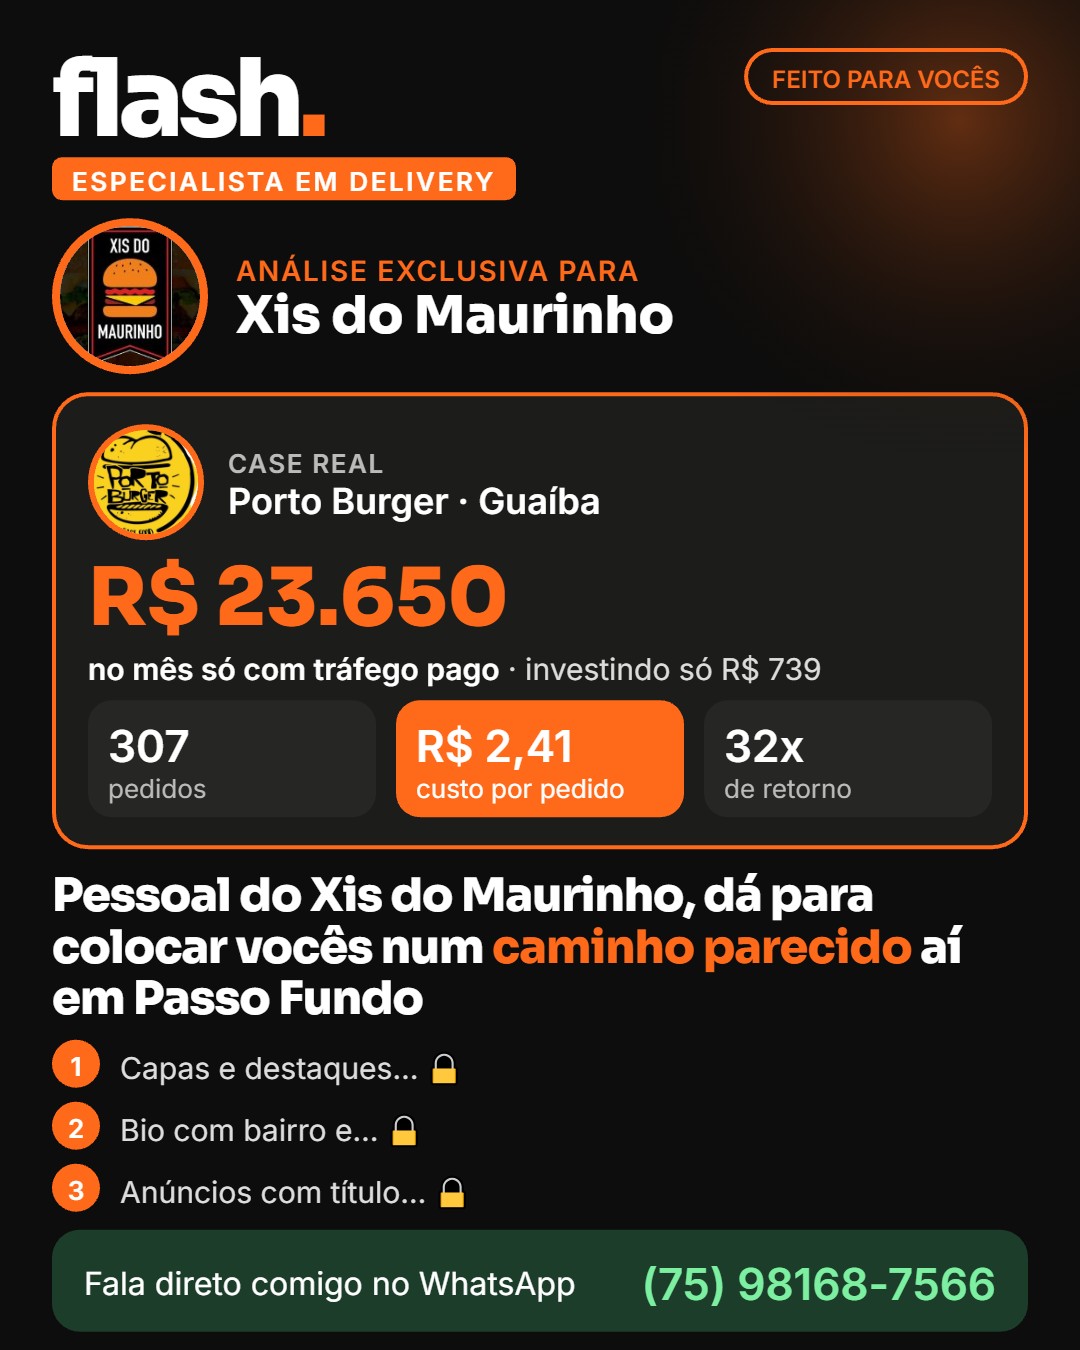 flash.
FEITO PARA VOCÊS
ESPECIALISTA EM DELIVERY
XIS DO
MAURINHO
ANÁLISE EXCLUSIVA PARA
Xis do Maurinho
PORTO
BURGER
CASE REAL
Porto Burger · Guaíba
R$ 23.650
no mês só com tráfego pago · investindo só R$ 739
307
pedidos
R$ 2,41
custo por pedido
32x
de retorno
Pessoal do Xis do Maurinho, dá para
colocar vocês num caminho parecido aí
em Passo Fundo
1 Capas e destaques... 🔒
2 Bio com bairro e... 🔒
3 Anúncios com título... 🔒
Fala direto comigo no WhatsApp (75) 98168-7566